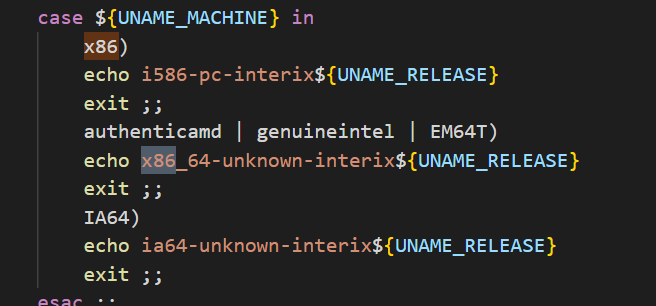 case ${UNAME_MACHINE} in
x86)
echo i586-pc-interix${UNAME_RELEASE}
exit ;;
authenticamd | genuineintel | EM64T)
echo x86_64-unknown-interix${UNAME_RELEASE}
exit ;;
IA64)
echo ia64-unknown-interix${UNAME_RELEASE}
exit ;;
esac ;;